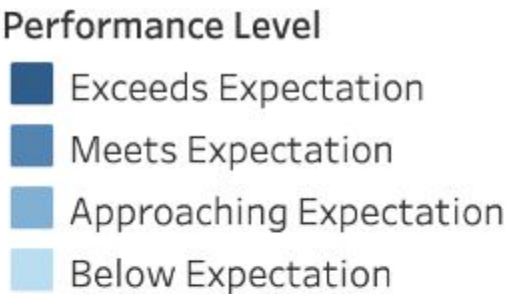 Performance Level
Exceeds Expectation
Meets Expectation
Approaching Expectation
Below Expectation